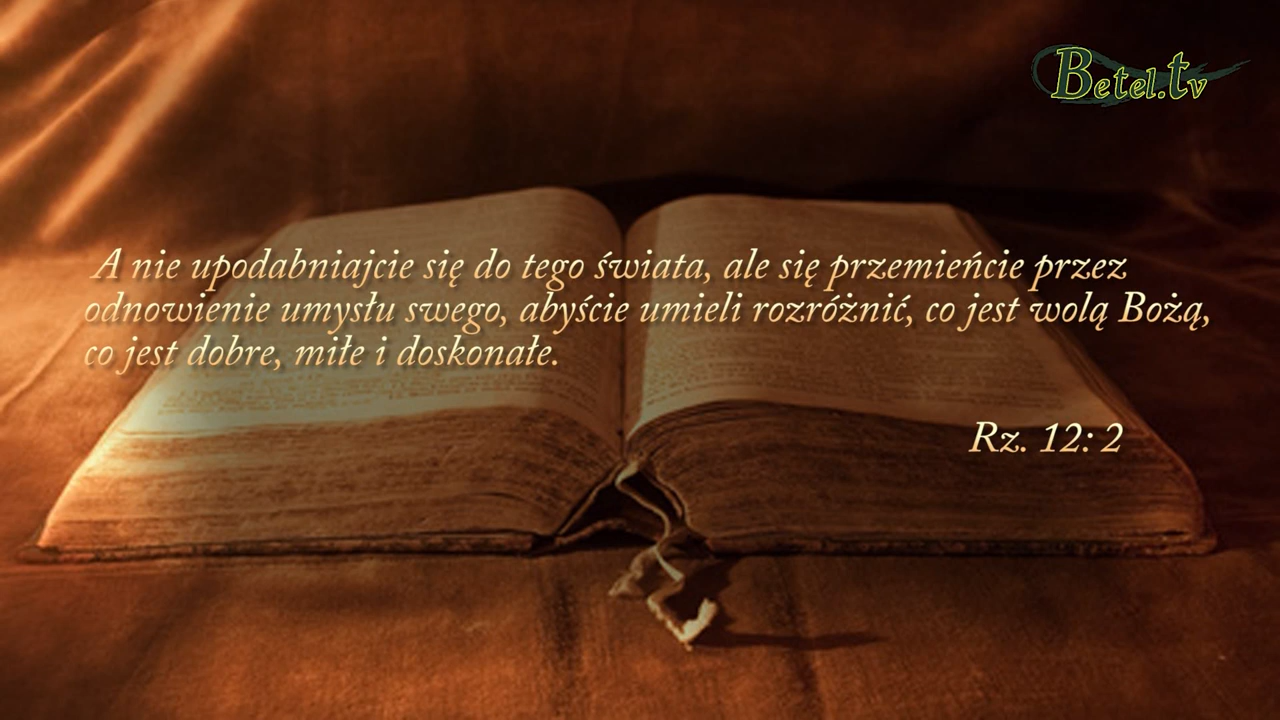 Betel.tv
A nie upodabniajcie się do tego świata, ale się przemieńcie przez
odnowienie umysłu swego, abyście umieli rozróżnić, co jest wolą Bożą,
co jest dobre, miłe i doskonałe.
Rz. 12: 2